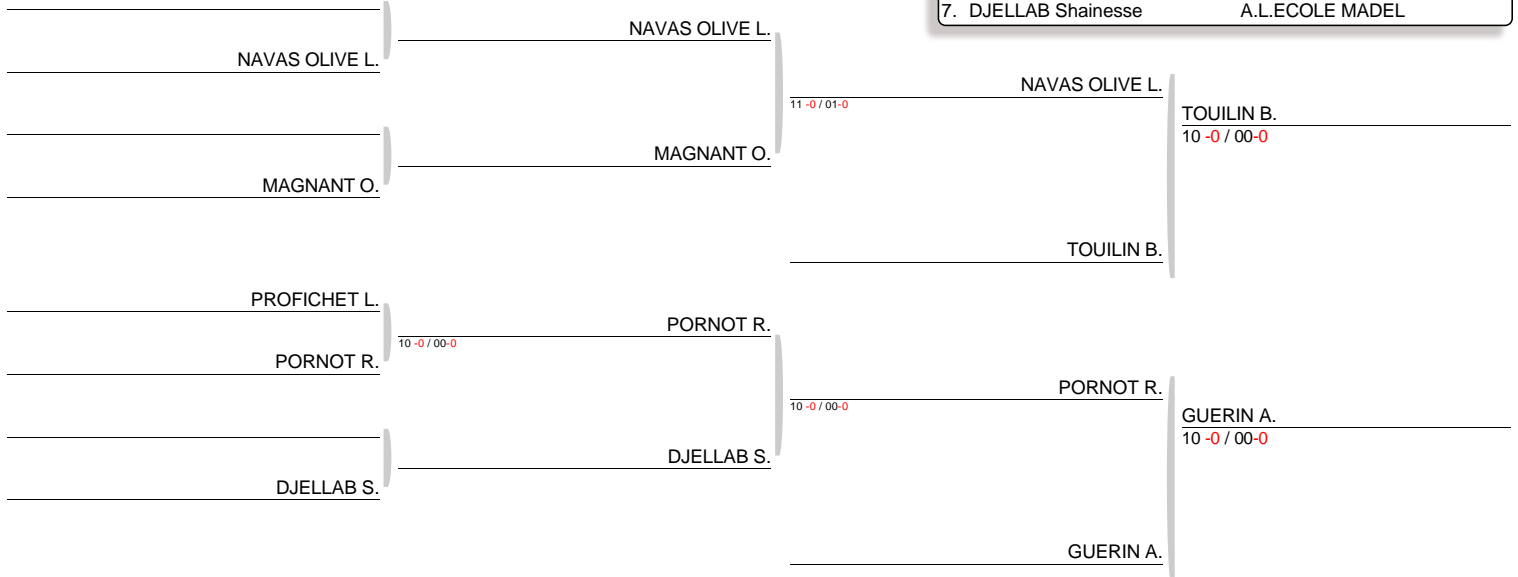 7. DJELLAB Shainesse A.L.ECOLE MADEL
NAVAS OLIVE L.
NAVAS OLIVE L.
NAVAS OLIVE L.
11 -0 / 01-0
TOUILIN B.
10 -0 / 00-0
MAGNANT O.
MAGNANT O.
TOUILIN B.
PROFICHET L.
PORNOT R.
10 -0 / 00-0
PORNOT R.
PORNOT R.
10 -0 / 00-0
GUERIN A.
10 -0 / 00-0
DJELLAB S.
DJELLAB S.
GUERIN A.